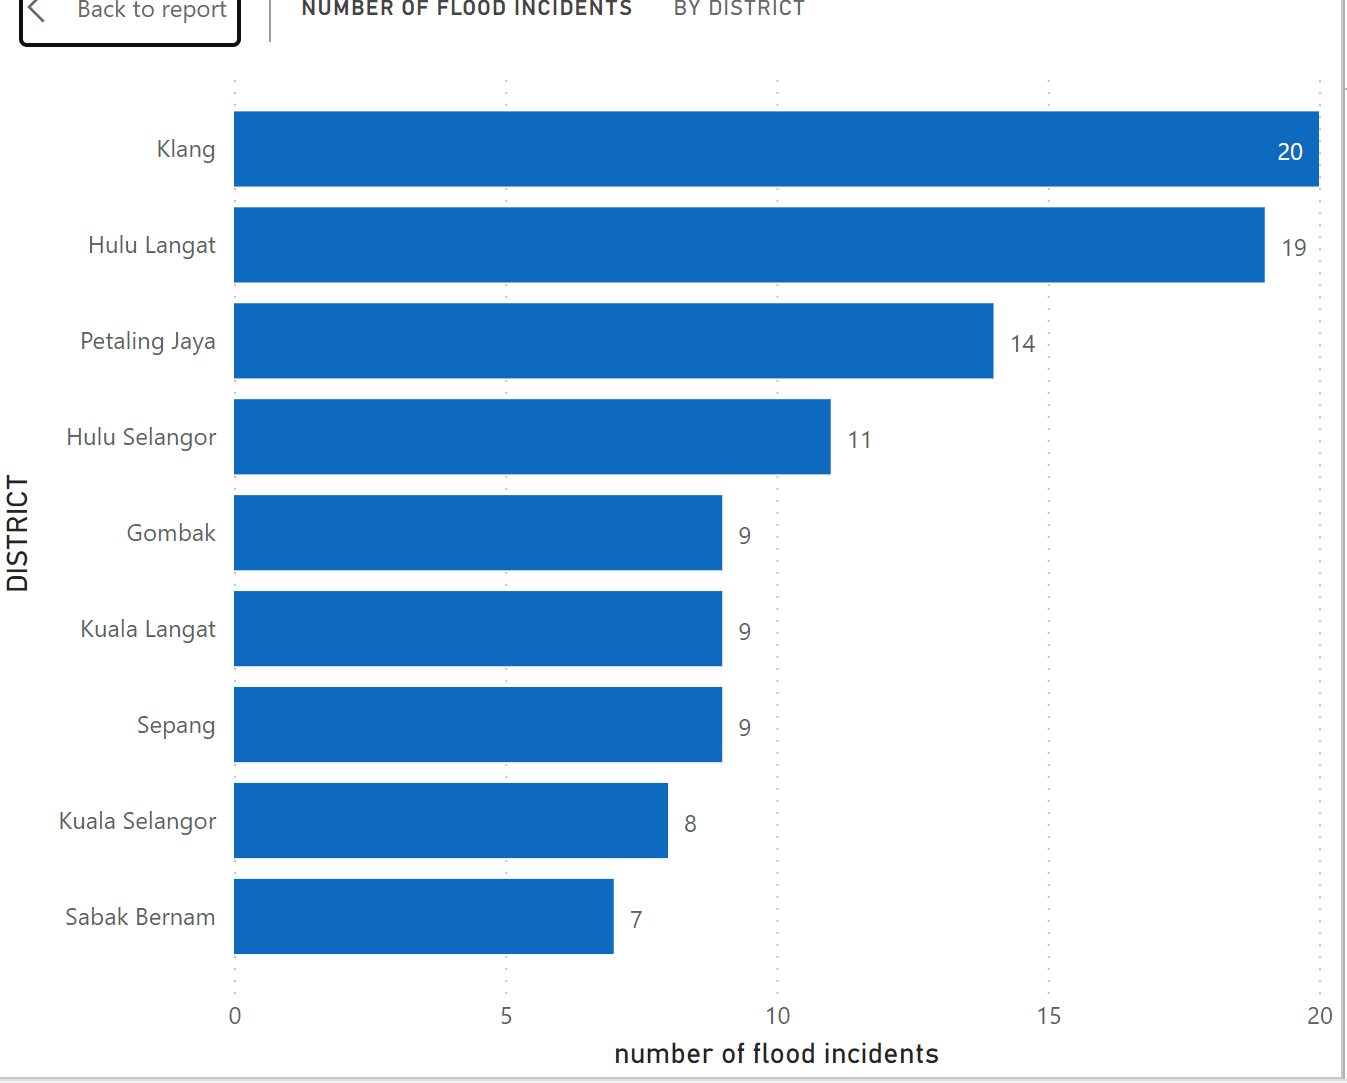 Back to report
NUMBER OF FLOOD INCIDENTS BY DISTRICT
Klang 20
Hulu Langat 19
Petaling Jaya 14
Hulu Selangor 11
Gombak 9
Kuala Langat 9
Sepang 9
Kuala Selangor 8
Sabak Bernam 7
DISTRICT
0 5 10 15 20
number of flood incidents